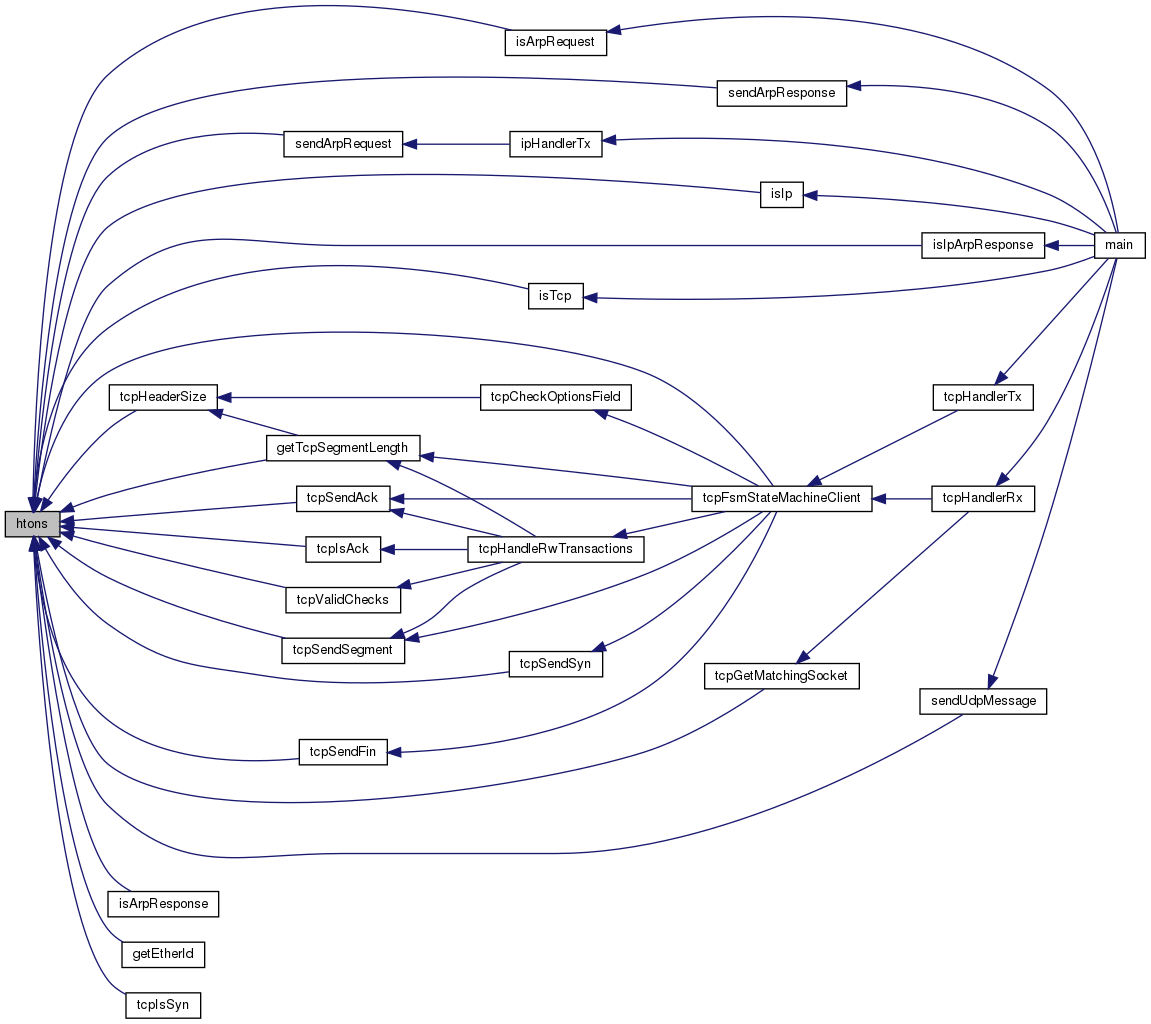 isArpRequest
sendArpResponse
sendArpRequest
ipHandlerTx
isIp
main
isIpArpResponse
isTcp
tcpHeaderSize
tcpCheckOptionsField
tcpHandlerTx
getTcpSegmentLength
tcpSendAck
tcpFsmStateMachineClient
tcpHandlerRx
htons
tcpIsAck
tcpHandleRwTransactions
tcpValidChecks
tcpSendSegment
tcpSendSyn
tcpGetMatchingSocket
sendUdpMessage
tcpSendFin
isArpResponse
getEtherId
tcpIsSyn